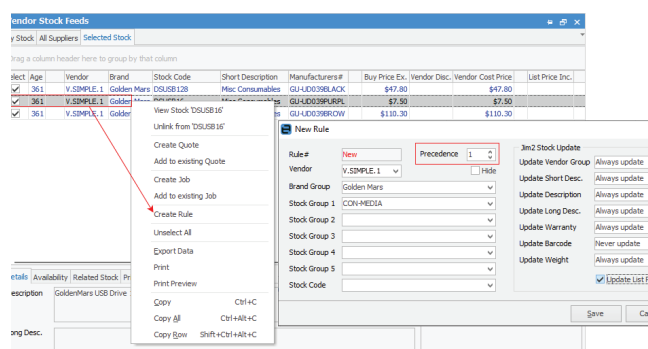 endor Stock Feeds
y Stock All Suppliers Selected Stock
Drag a column header here to group by that column
elect Age Vendor Brand Stock Code Short Description Manufacturers# Buy Price Ex. Vendor Disc. Vendor Cost Price List Price Inc.
361 V.SIMPLE.1 Golden Mars DSUSB128 Misc Consumables GU-UD039BLACK $47.80 $47.80
361 V.SIMPLE.1 Golden Mars DSUSB16 Misc Consumables GU-UD039PURPL $7.50 $7.50
361 V.SIMPLE.1 Golden GU-UD039BROW $110.30 $110.30
View Stock 'DSUSB16'
Unlink from 'DSUSB16'
Create Quote
Add to existing Quote
Create Job
Add to existing Job
Create Rule
Unselect All
Export Data
Print
Print Preview
Copy Ctrl+C
Copy All Ctrl+Alt+C
Copy Row Shift+Ctrl+Alt+C
New Rule
Rule# New Precedence 1
Vendor V.SIMPLE.1 Hide
Brand Group Golden Mars
Stock Group 1 CON-MEDIA
Stock Group 2
Stock Group 3
Stock Group 4
Stock Group 5
Stock Code
Jim2 Stock Update
Update Vendor Group Always update
Update Short Desc. Always update
Update Description Always update
Update Long Desc. Always update
Update Warranty Always update
Update Barcode Never update
Update Weight Always update
Update List P
Save Ca
etails Availability Related Stock Pr
escription GoldenMars USB Drive
ong Desc.